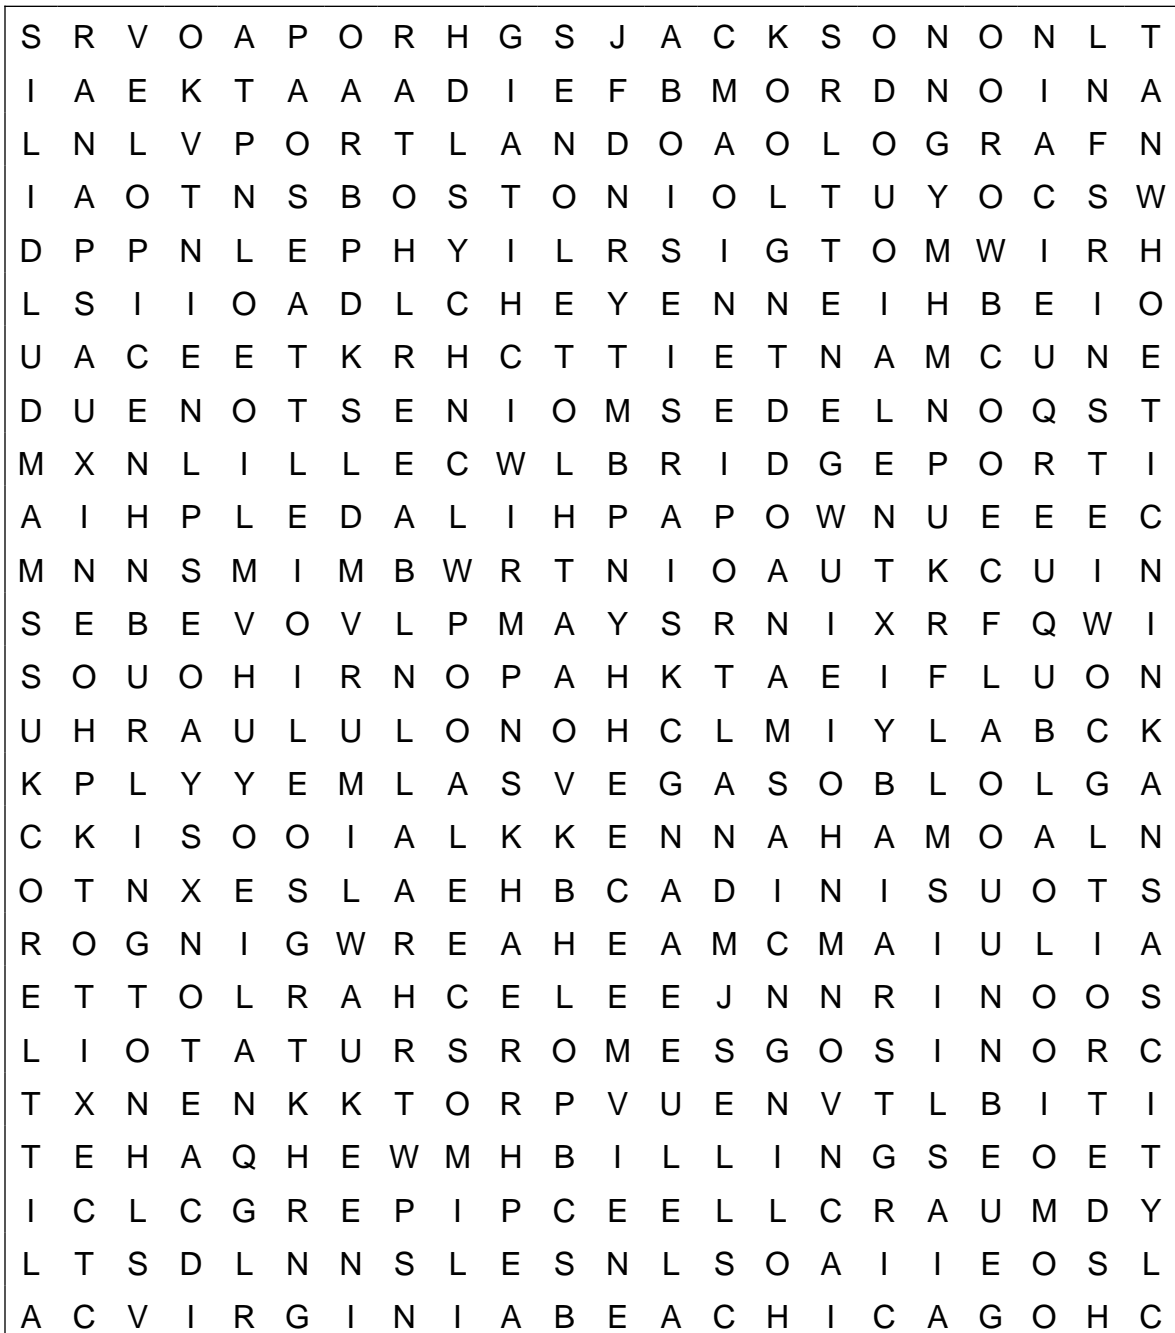 S R V O A P O R H G S J A C K S O N O N L T
I A E K T A A A D I E F B M O R D N O I N A
L N L V P O R T L A N D O A O L O G R A F N
I A O T N S B O S T O N I O L T U Y O C S W
D P P N L E P H Y I L R S I G T O M W I R H
L S I I O A D L C H E Y E N N E I H B E I O
U A C E E T K R H C T T I E T N A M C U N E
D U E N O T S E N I O M S E D E L N O Q S T
M X N L I L L E C W L B R I D G E P O R T I
A I H P L E D A L I H P A P O W N U E E E C
M N N S M I M B W R T N I O A U T K C U I N
S E B E V O V L P M A Y S R N I X R F Q W I
S O U O H I R N O P A H K T A E I F L U O N
U H R A U L U L O N O H C L M I Y L A B C K
K P L Y Y E M L A S V E G A S O B L O L G A
C K I S O O I A L K K E N N A H A M O A L N
O T N X E S L A E H B C A D I N I S U O T S
R O G N I G W R E A H E A M C M A I U L I A
E T T O L R A H C E L E E J N N R I N O O S
L I O T A T U R S R O M E S G O S I N O R C
T X N E N K K T O R P V U E N V T L B I T I
T E H A Q H E W M H B I L L I N G S E O E T
I C L C G R E P I P C E E L L C R A U M D Y
L T S D L N N S L E S N L S O A I I E O S L
A C V I R G I N I A B E A C H I C A G O H C